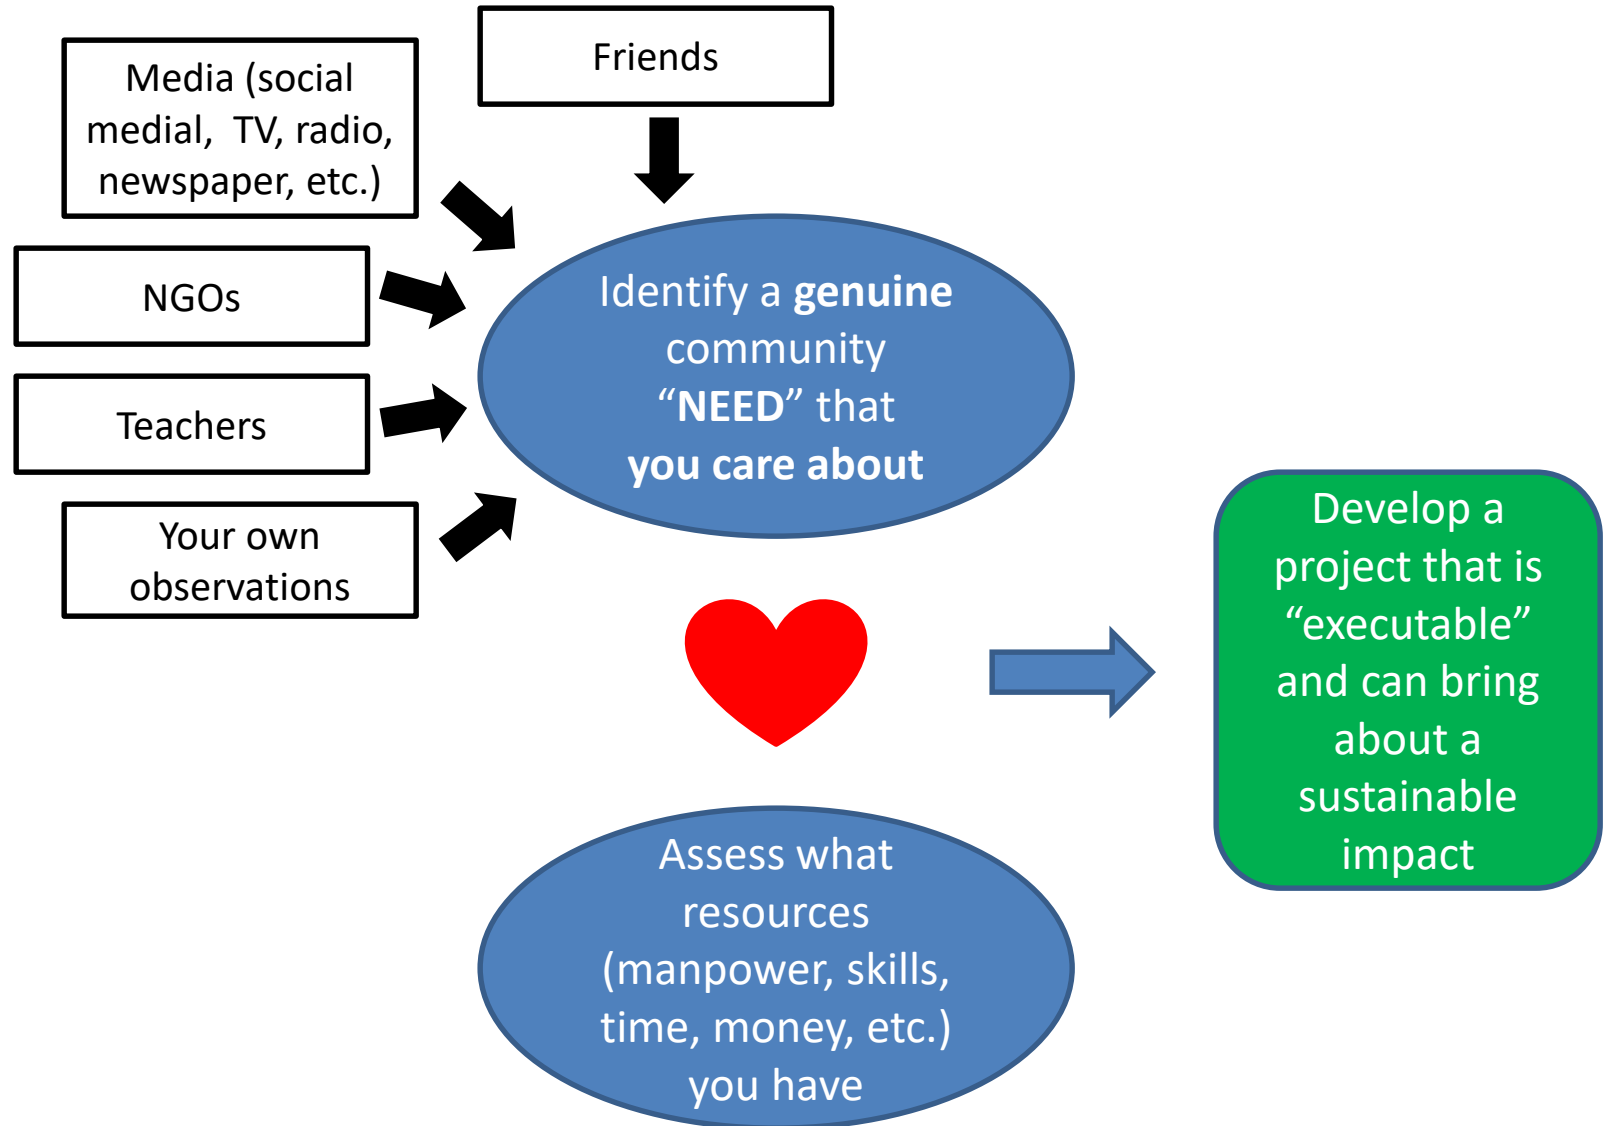 Friends
Media (social
medial,  TV, radio,
newspaper, etc.)
NGOs
Teachers
Your own
observations
Identify a genuine
community
“NEED” that
you care about
Develop a
project that is
“executable”
and can bring
about a
sustainable
impact
Assess what
resources
(manpower, skills,
time, money, etc.)
you have